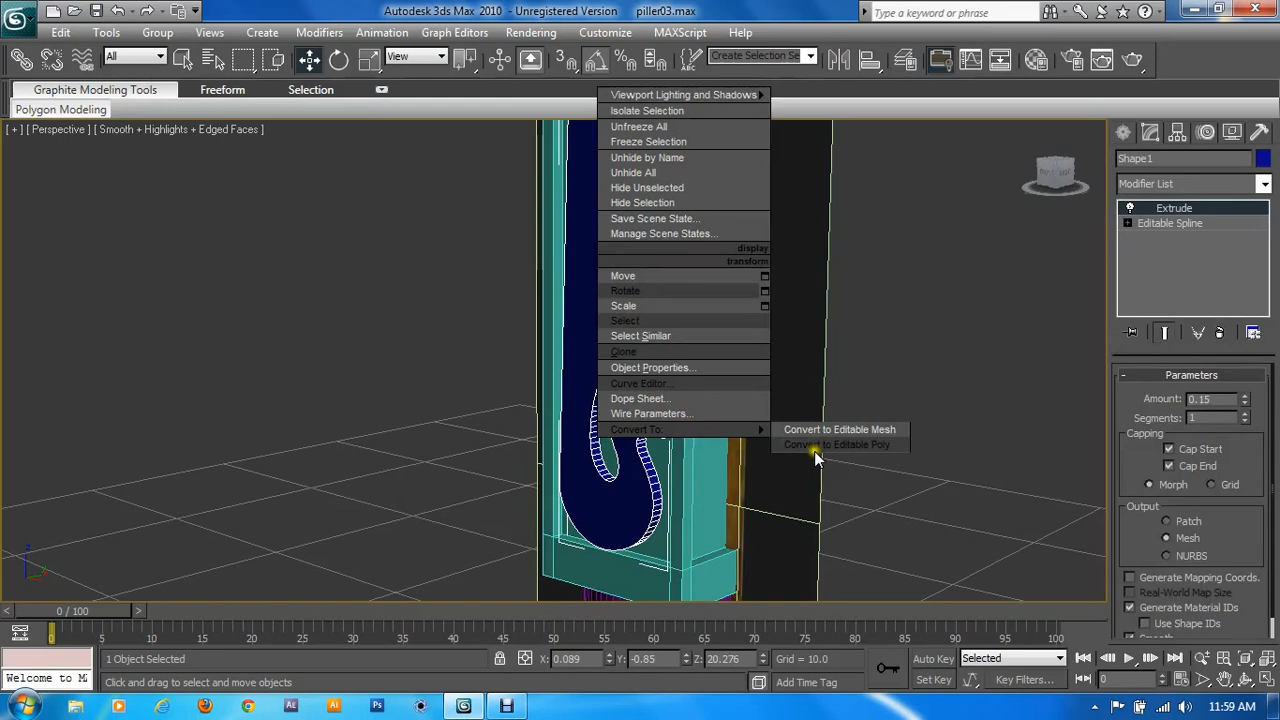 Autodesk 3ds Max 2010 - Unregistered Version piller03.max
Type a keyword or phrase
Edit Tools Group Views Create Modifiers Animation Graph Editors Rendering Customize MAXScript Help
All View 3 Create Selection Se
Graphite Modeling Tools Freeform Selection
Polygon Modeling
[ + ] [ Perspective ] [ Smooth + Highlights + Edged Faces ]
Viewport Lighting and Shadows
Isolate Selection
Unfreeze All
Freeze Selection
Unhide by Name
Unhide All
Hide Unselected
Hide Selection
Save Scene State...
Manage Scene States...
display
transform
Move
Rotate
Scale
Select
Select Similar
Clone
Object Properties...
Curve Editor...
Dope Sheet...
Wire Parameters...
Convert To:
Convert to Editable Mesh
Convert to Editable Poly
Shape1
Modifier List
Extrude
Editable Spline
Parameters
Amount: 0.15
Segments: 1
Capping
Cap Start
Cap End
Morph Grid
Output
Patch
Mesh
NURBS
Generate Mapping Coords.
Real-World Map Size
Generate Material IDs
Use Shape IDs
Smooth
0 / 100
0 5 10 15 20 25 30 35 40 45 50 55 60 65 70 75 80 85 90 95 100
1 Object Selected X: 0.089 Y: -0.85 Z: 20.276 Grid = 10.0 Auto Key Selected
Welcome to M
Click and drag to select and move objects Add Time Tag Set Key Key Filters... 0
Ae Ai Ps
11:59 AM